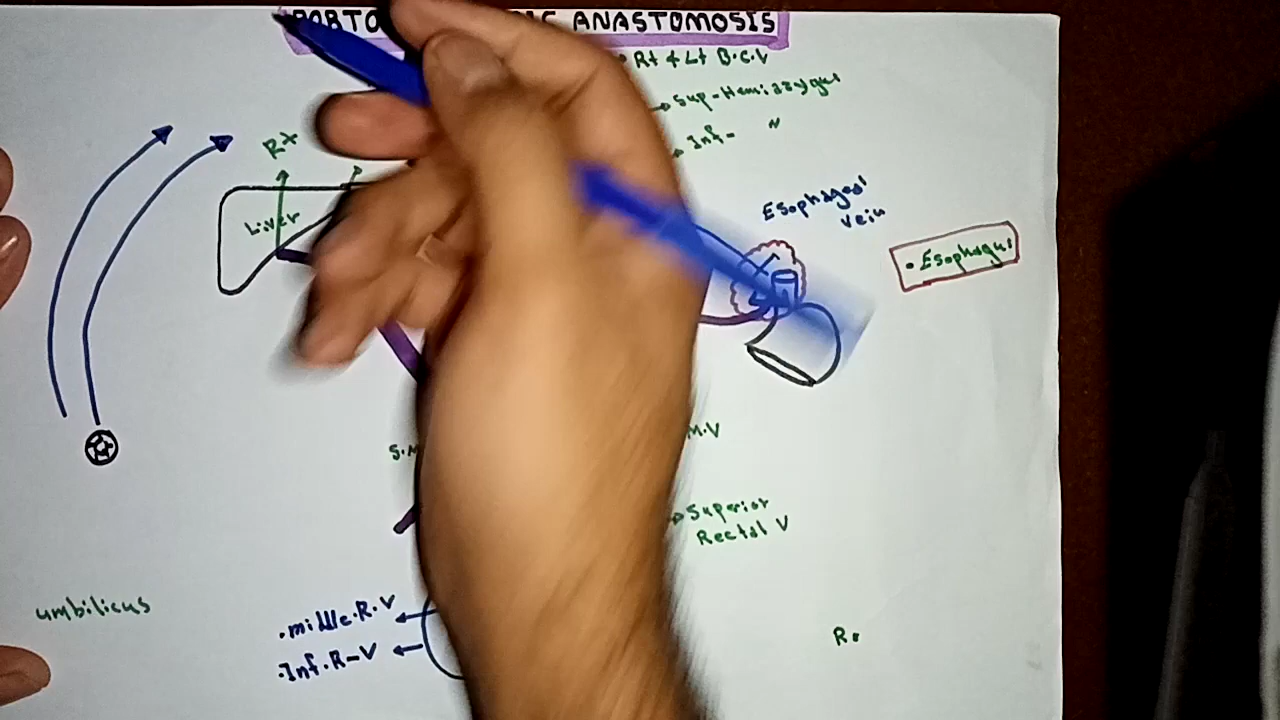 ANASTOMOSIS
Rt & Lt B.C.V
Sup-Hemiazygus
Inf- "
Rt
Liver
Esophageal
vein
• Esophagus
Superior
Rectal V
umbilicus
.middle.R.V
.Inf.R-V
R.